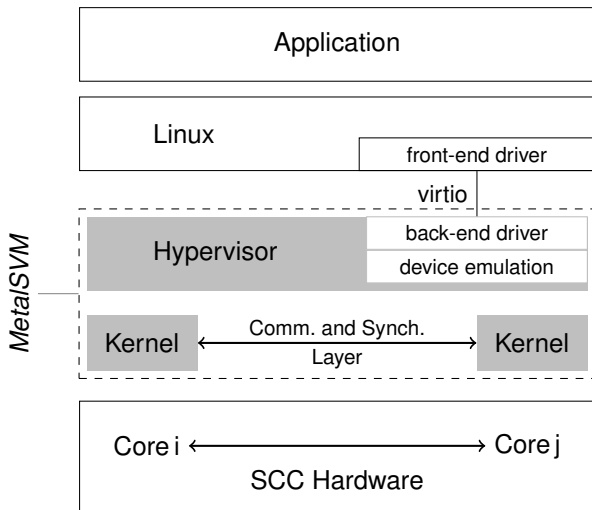 Application
Linux
front-end driver
virtio
MetalSVM
Hypervisor
back-end driver
device emulation
Kernel
Comm. and Synch.
Layer
Kernel
Core i
Core j
SCC Hardware